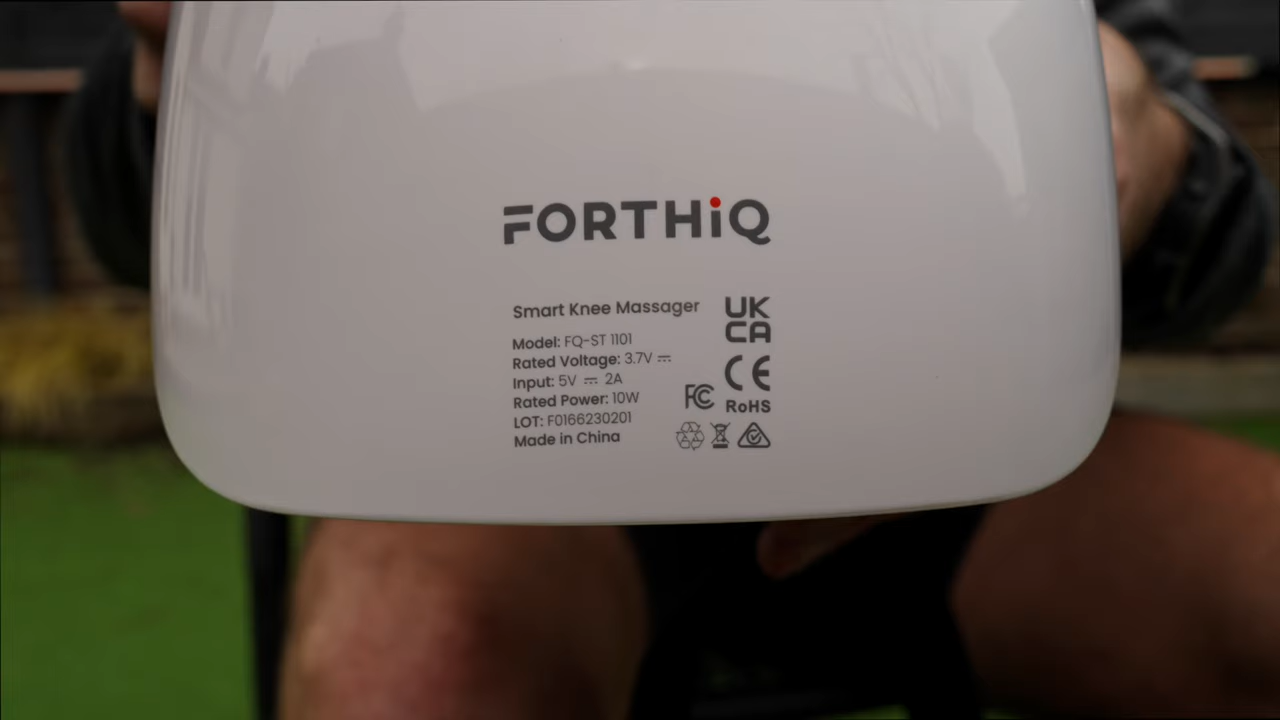 FORTHiQ
Smart Knee Massager
Model: FQ-ST 1101
Rated Voltage: 3.7V ⎓
Input: 5V ⎓ 2A
Rated Power: 10W
LOT: F0166230201
Made in China
UK
CA
CE
FC
RoHS